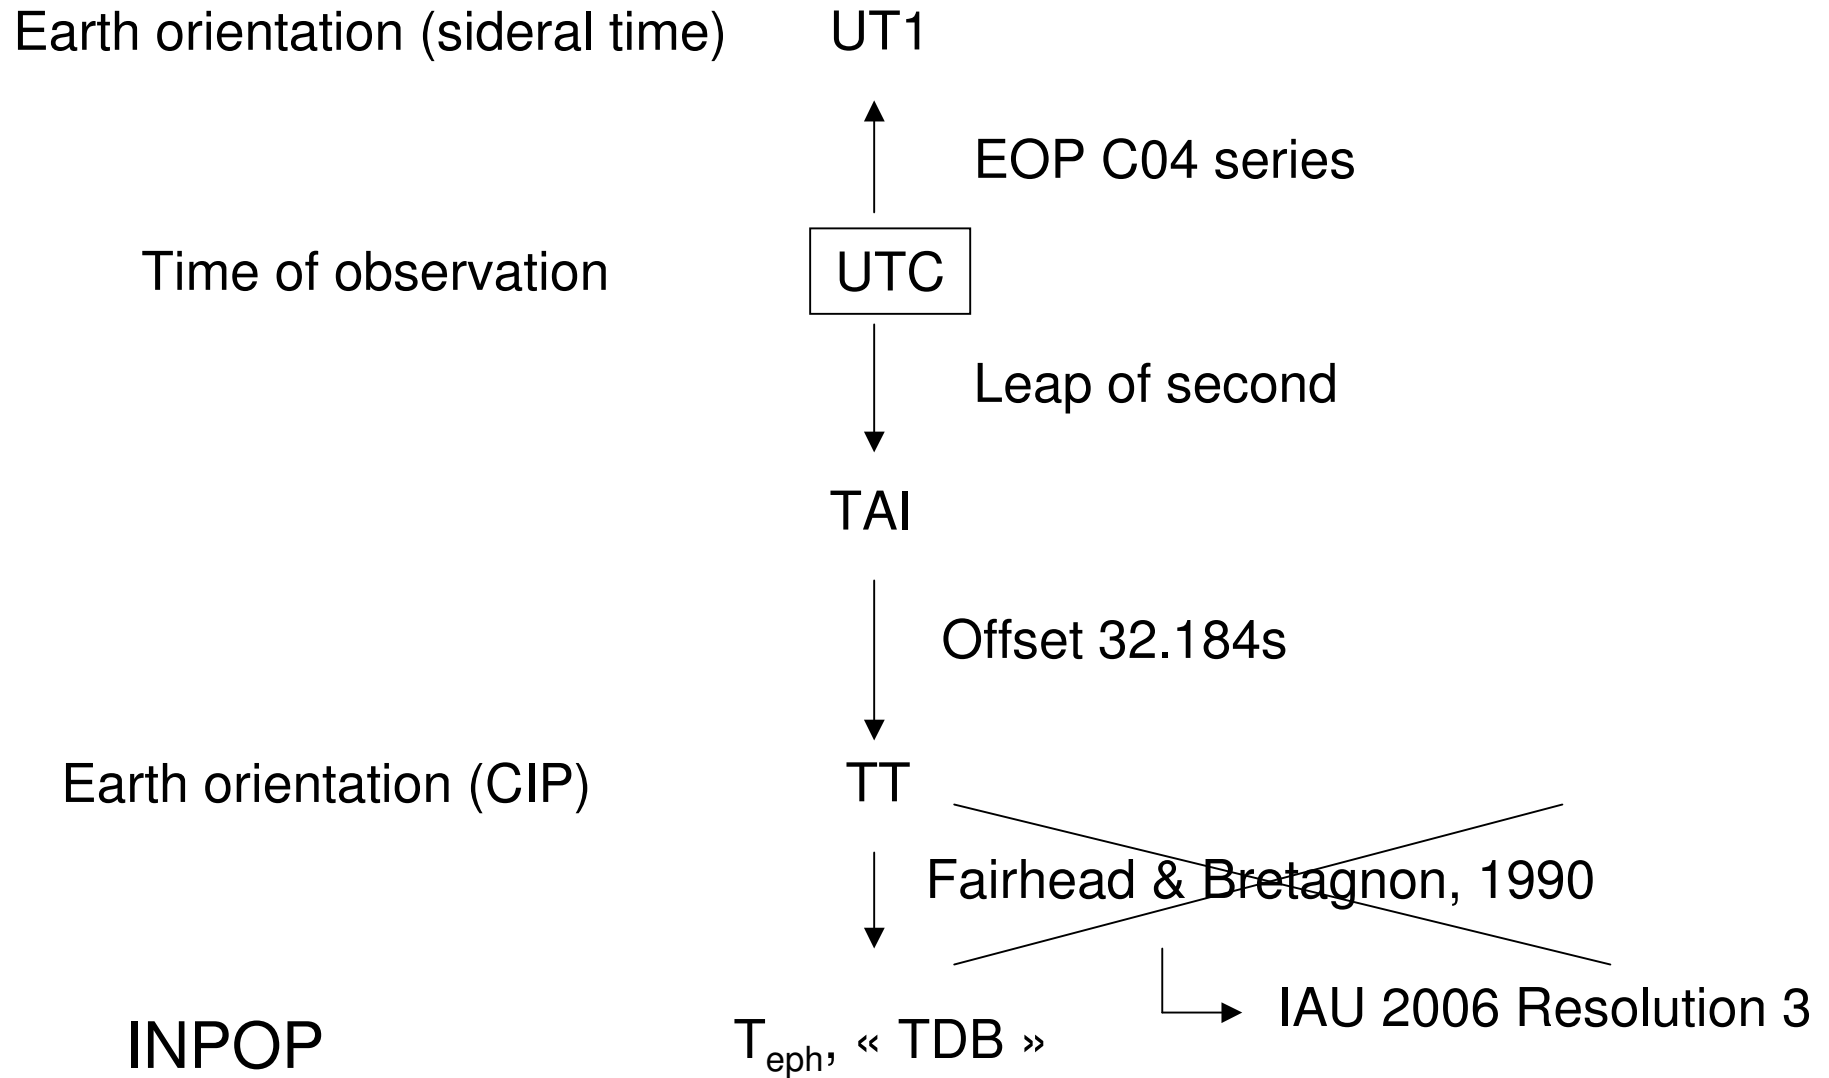 Earth orientation (sideral time) UT1
EOP C04 series
Time of observation UTC
Leap of second
TAI
Offset 32.184s
Earth orientation (CIP) TT
Fairhead & Bretagnon, 1990
IAU 2006 Resolution 3
INPOP Teph, « TDB »